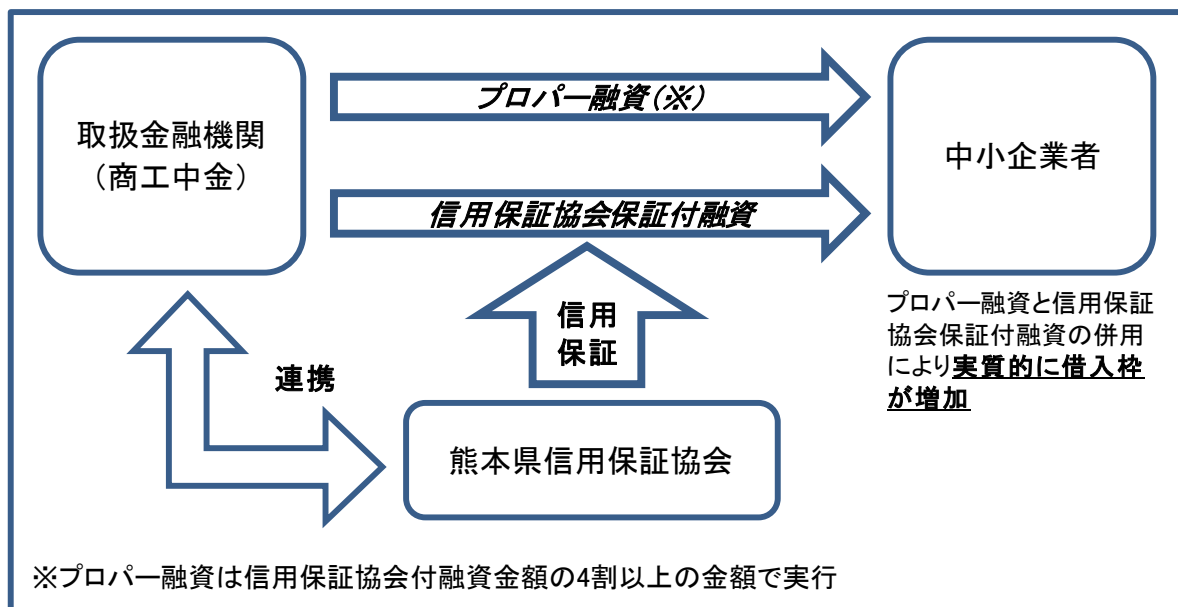 取扱金融機関
（商工中金）
プロパー融資（※）
信用保証協会保証付融資
中小企業者
プロパー融資と信用保証
協会保証付融資の併用
により実質的に借入枠
が増加
信用
保証
連携
熊本県信用保証協会
※プロパー融資は信用保証協会付融資金額の4割以上の金額で実行